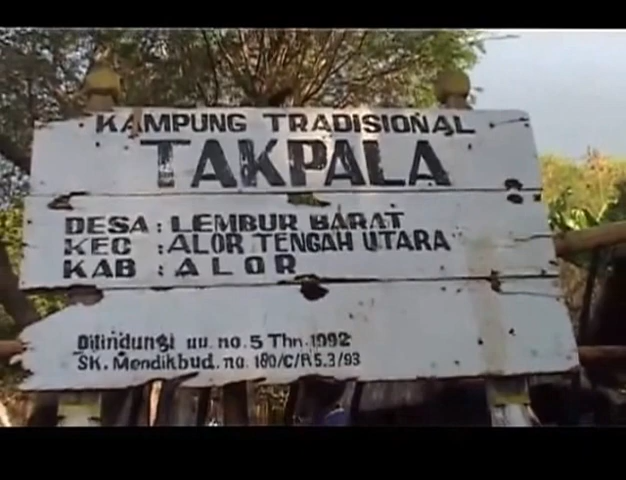 KAMPUNG TRADISIONAL
TAKPALA
DESA : LEMBUR BARAT
KEC : ALOR TENGAH UTARA
KAB : ALOR
Dilindungi uu. no. 5 Thn. 1992
SK. Mendikbud. no. 180/C/R5.3/93